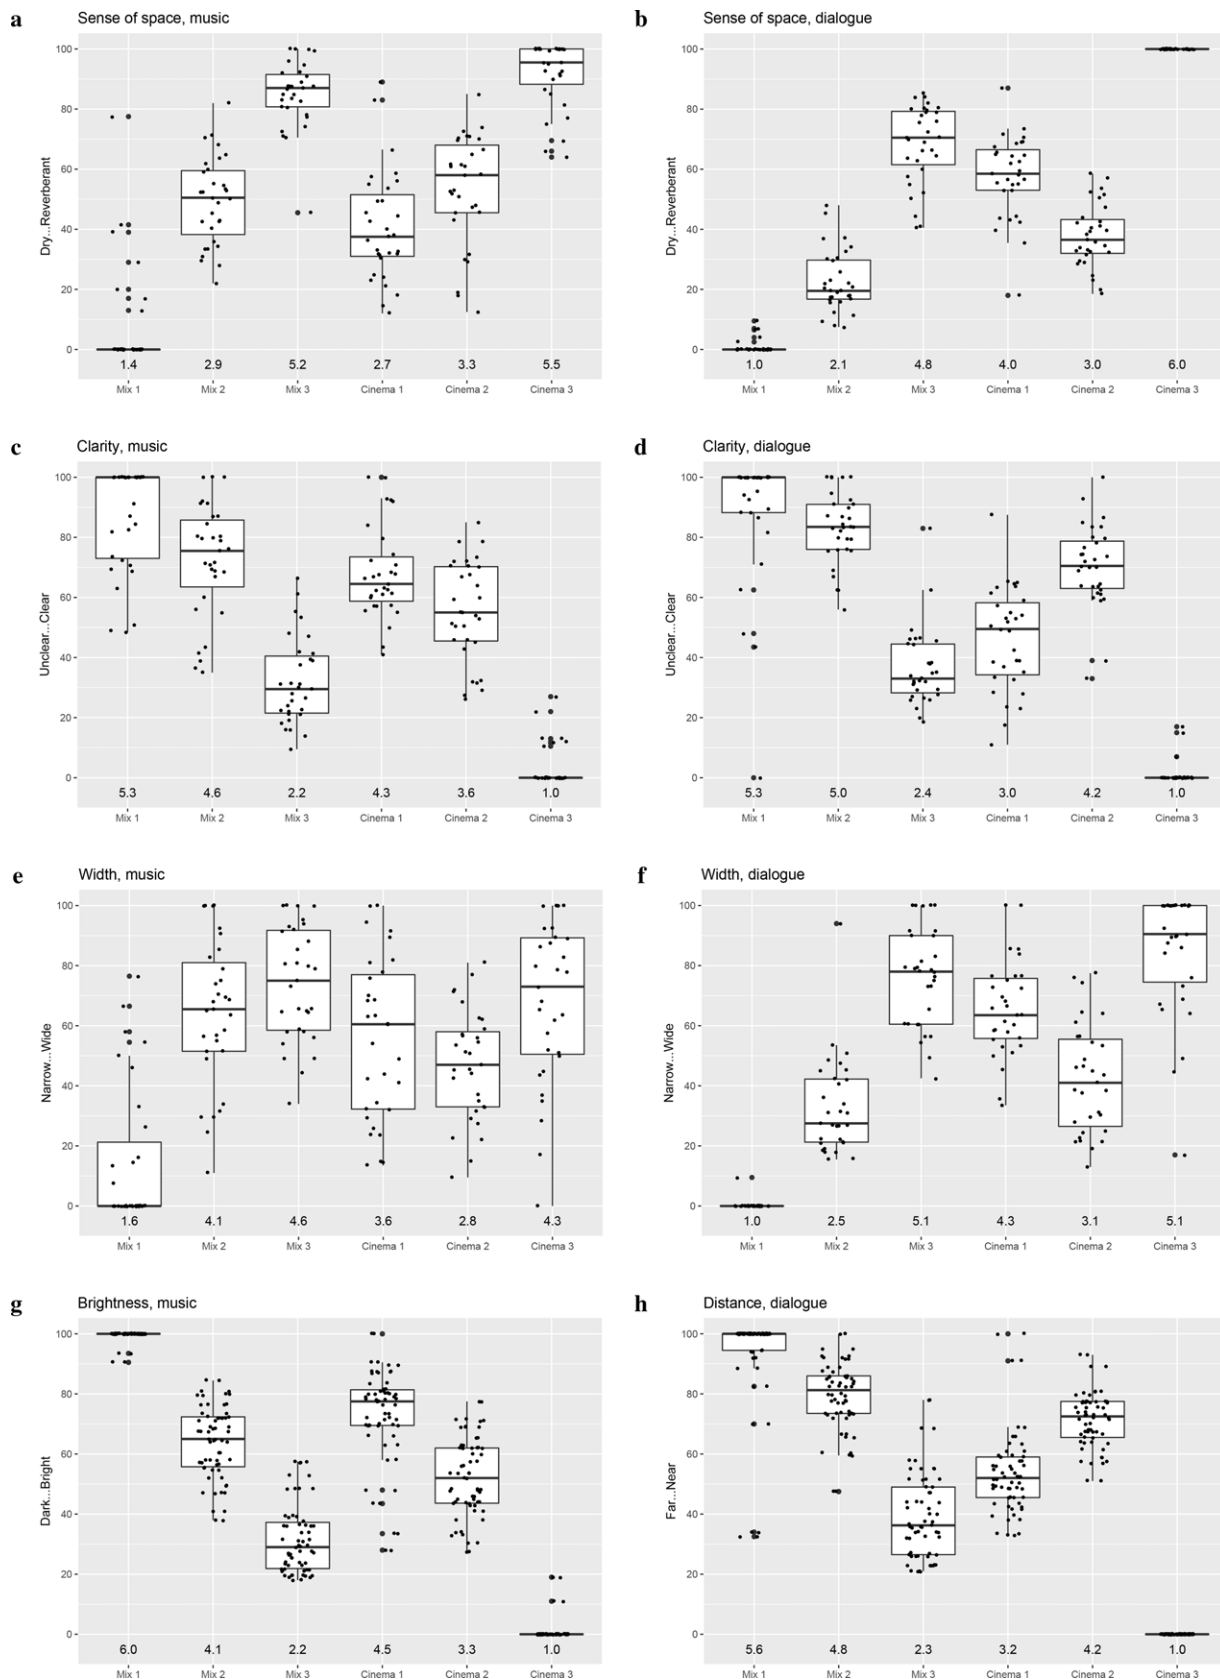 a Sense of space, music
Dry...Reverberant
100
80
60
40
20
0
1.4 2.9 5.2 2.7 3.3 5.5
Mix 1 Mix 2 Mix 3 Cinema 1 Cinema 2 Cinema 3
b Sense of space, dialogue
Dry...Reverberant
100
80
60
40
20
0
1.0 2.1 4.8 4.0 3.0 6.0
Mix 1 Mix 2 Mix 3 Cinema 1 Cinema 2 Cinema 3
c Clarity, music
Unclear...Clear
100
80
60
40
20
0
5.3 4.6 2.2 4.3 3.6 1.0
Mix 1 Mix 2 Mix 3 Cinema 1 Cinema 2 Cinema 3
d Clarity, dialogue
Unclear...Clear
100
80
60
40
20
0
5.3 5.0 2.4 3.0 4.2 1.0
Mix 1 Mix 2 Mix 3 Cinema 1 Cinema 2 Cinema 3
e Width, music
Narrow...Wide
100
80
60
40
20
0
1.6 4.1 4.6 3.6 2.8 4.3
Mix 1 Mix 2 Mix 3 Cinema 1 Cinema 2 Cinema 3
f Width, dialogue
Narrow...Wide
100
80
60
40
20
0
1.0 2.5 5.1 4.3 3.1 5.1
Mix 1 Mix 2 Mix 3 Cinema 1 Cinema 2 Cinema 3
g Brightness, music
Dark...Bright
100
80
60
40
20
0
6.0 4.1 2.2 4.5 3.3 1.0
Mix 1 Mix 2 Mix 3 Cinema 1 Cinema 2 Cinema 3
h Distance, dialogue
Far...Near
100
80
60
40
20
0
5.6 4.8 2.3 3.2 4.2 1.0
Mix 1 Mix 2 Mix 3 Cinema 1 Cinema 2 Cinema 3